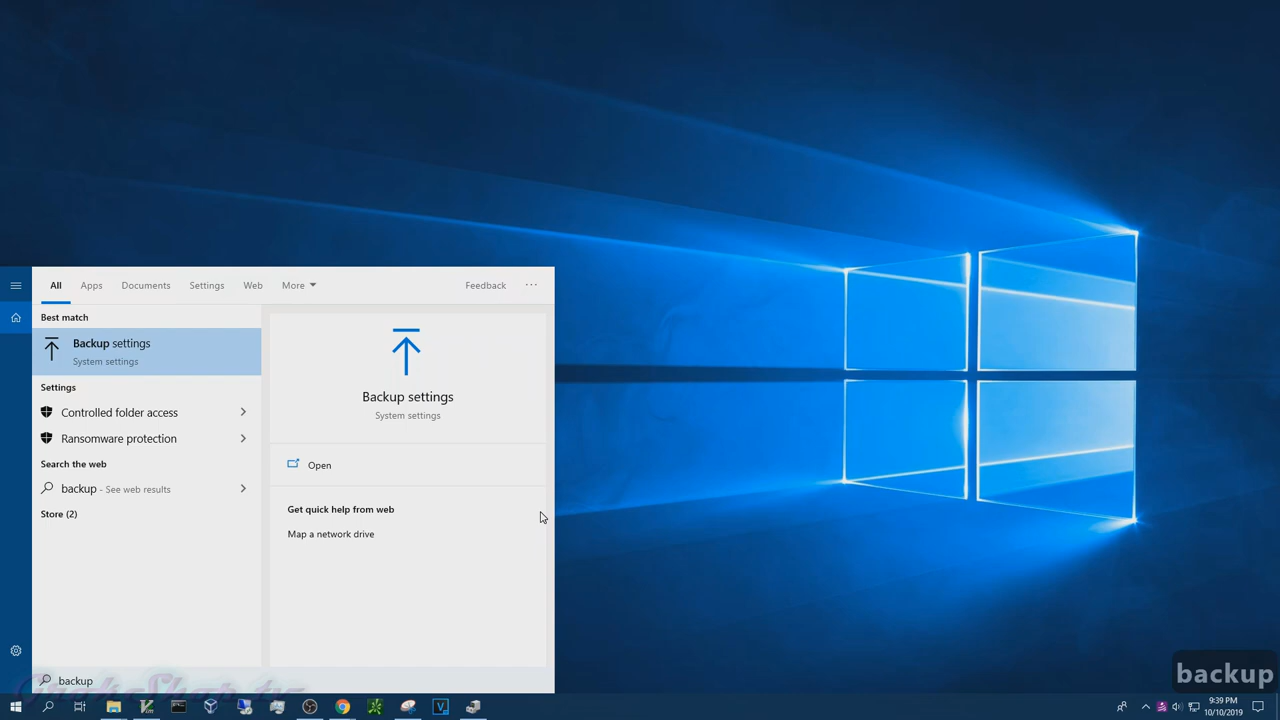 All Apps Documents Settings Web More Feedback ...
Best match
Backup settings
System settings
Settings
Controlled folder access
Ransomware protection
Search the web
backup - See web results
Store (2)
Backup settings
System settings
Open
Get quick help from web
Map a network drive
backup
backup
9:39 PM
10/10/2019